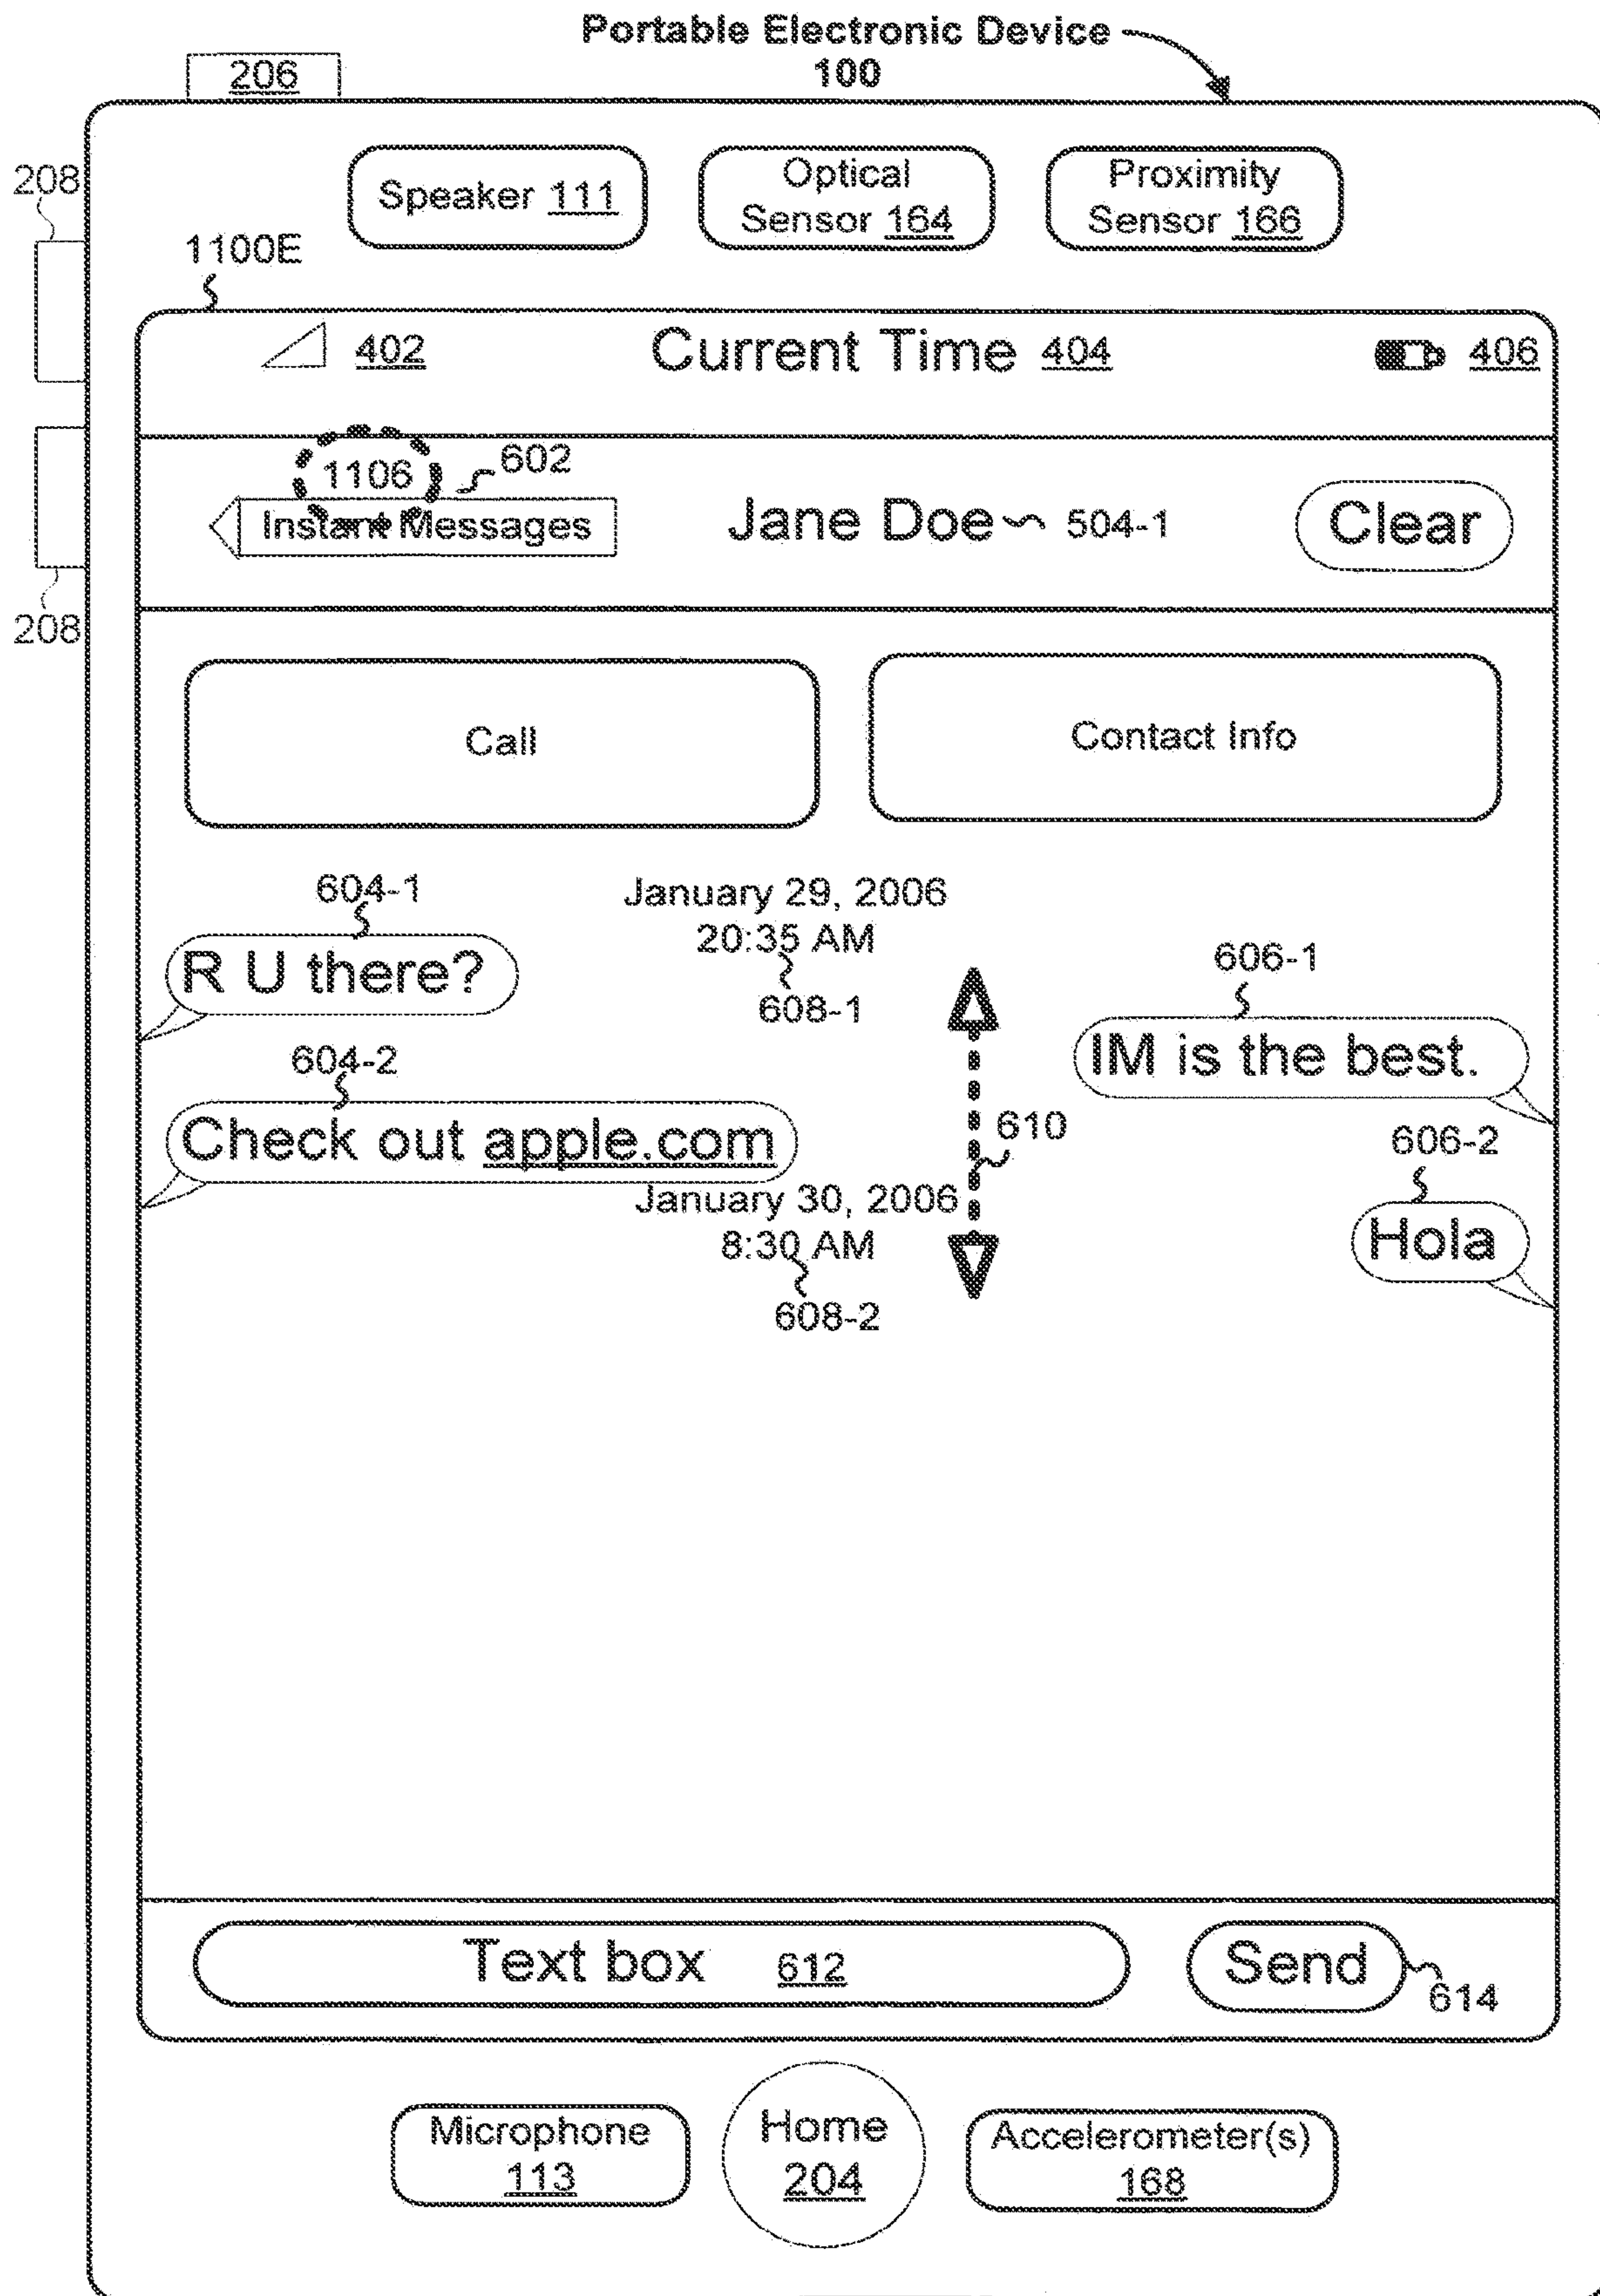 Portable Electronic Device
100
206
208
Speaker 111
Optical
Sensor 164
Proximity
Sensor 166
1100E
402
Current Time 404
406
1106
602
Instant Messages
Jane Doe 504-1
Clear
208
Call
Contact Info
604-1
January 29, 2006
20:35 AM
608-1
R U there?
606-1
IM is the best.
604-2
Check out apple.com
610
606-2
January 30, 2006
8:30 AM
608-2
Hola
Text box 612
Send
614
Microphone
113
Home
204
Accelerometer(s)
168